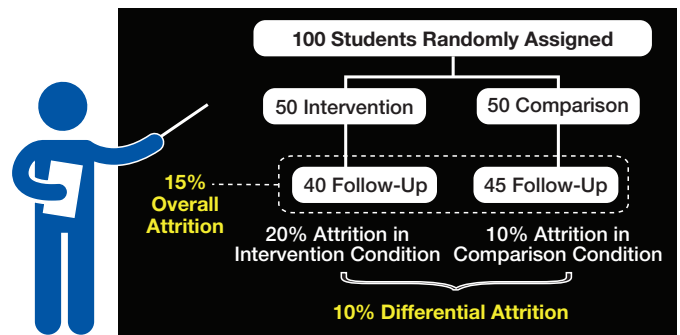 100 Students Randomly Assigned
50 Intervention
50 Comparison
15%
Overall
Attrition
40 Follow-Up
45 Follow-Up
20% Attrition in
Intervention Condition
10% Attrition in
Comparison Condition
10% Differential Attrition